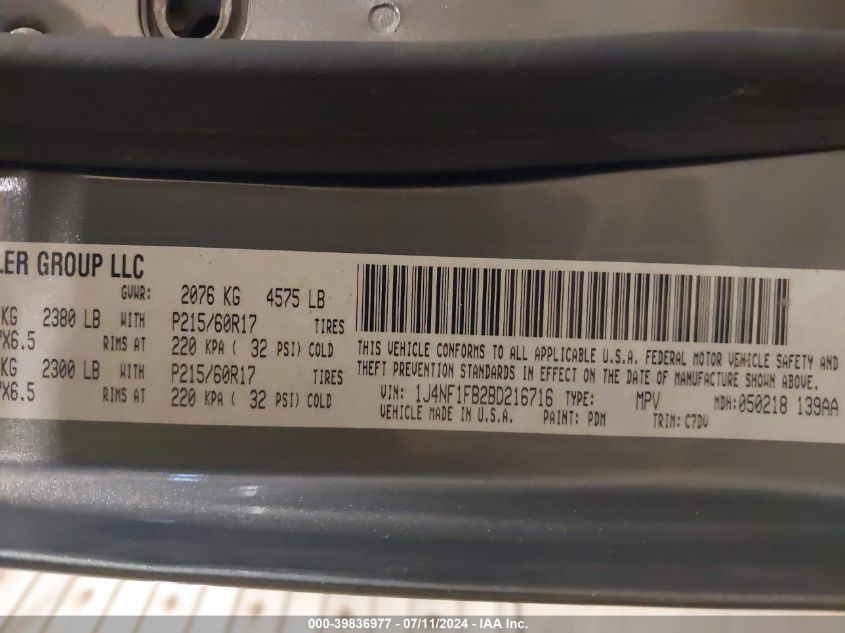 LER GROUP LLC
GVWR: 2076 KG 4575 LB
KG 2380 LB WITH P215/60R17 TIRES
7X6.5 RIMS AT 220 KPA ( 32 PSI) COLD
KG 2300 LB WITH P215/60R17 TIRES
7X6.5 RIMS AT 220 KPA ( 32 PSI) COLD
THIS VEHICLE CONFORMS TO ALL APPLICABLE U.S.A. FEDERAL MOTOR VEHICLE SAFETY AND
THEFT PREVENTION STANDARDS IN EFFECT ON THE DATE OF MANUFACTURE SHOWN ABOVE.
VIN: 1J4NF1FB2BD216716 TYPE: MPV MDH: 050218 139AA
VEHICLE MADE IN U.S.A. PAINT: PDM TRIM: C7DV
000-39836977 - 07/11/2024 - IAA Inc.